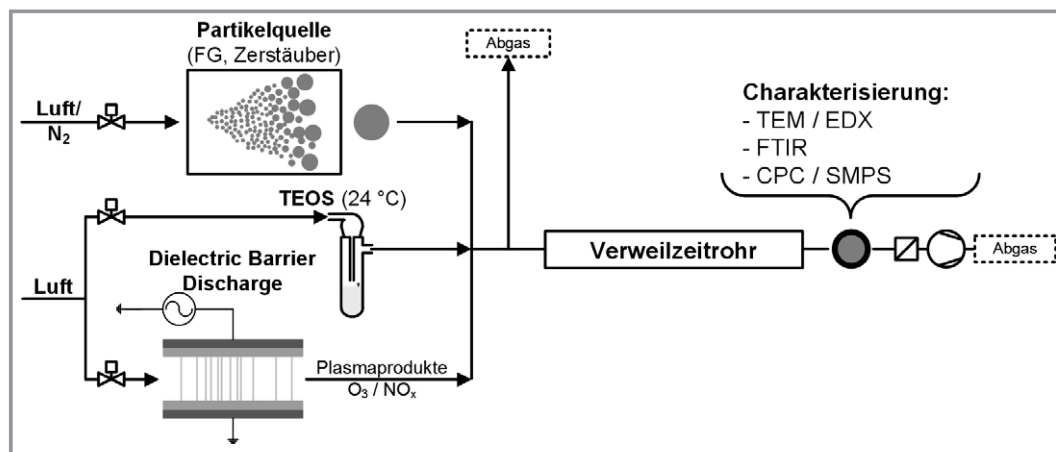 Partikelquelle
(FG, Zerstäuber)
Abgas
Luft/
N₂
Charakterisierung:
- TEM / EDX
- FTIR
- CPC / SMPS
TEOS (24 °C)
Dielectric Barrier
Discharge
Luft
Verweilzeitrohr
Abgas
Plasmaprodukte
O₃ / NOₓ